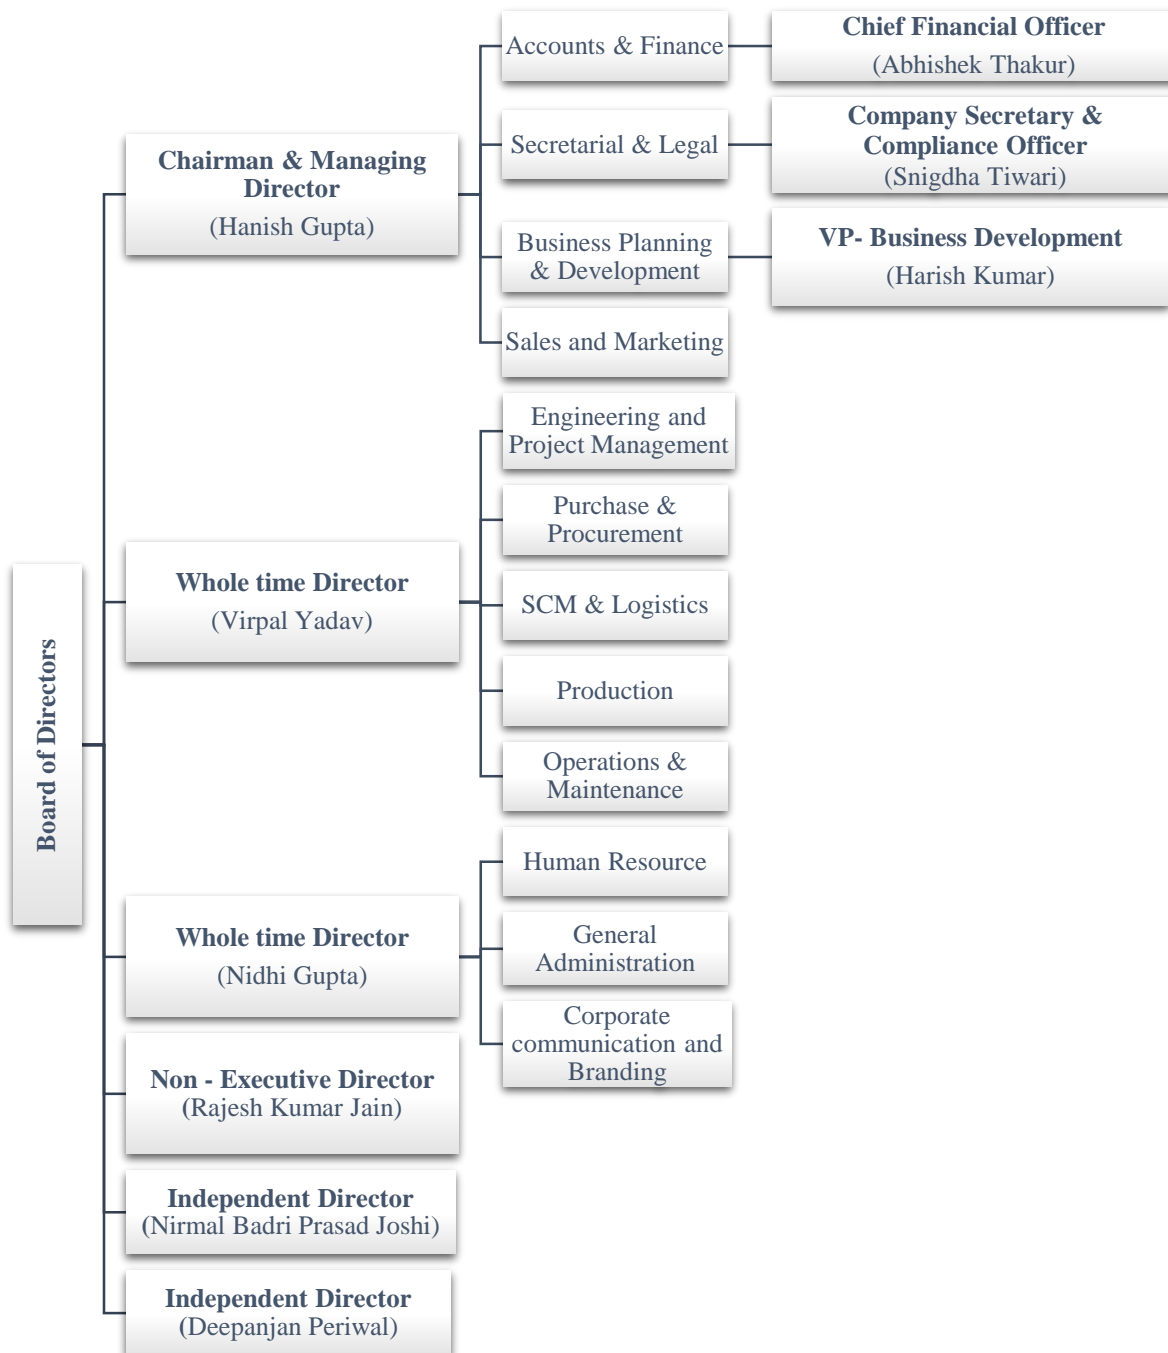 Board of Directors
Chairman & Managing
Director
(Hanish Gupta)
Accounts & Finance
Chief Financial Officer
(Abhishek Thakur)
Secretarial & Legal
Company Secretary &
Compliance Officer
(Snigdha Tiwari)
Business Planning
& Development
VP- Business Development
(Harish Kumar)
Sales and Marketing
Whole time Director
(Virpal Yadav)
Engineering and
Project Management
Purchase &
Procurement
SCM & Logistics
Production
Operations &
Maintenance
Whole time Director
(Nidhi Gupta)
Human Resource
General
Administration
Corporate
communication and
Branding
Non - Executive Director
(Rajesh Kumar Jain)
Independent Director
(Nirmal Badri Prasad Joshi)
Independent Director
(Deepanjan Periwal)